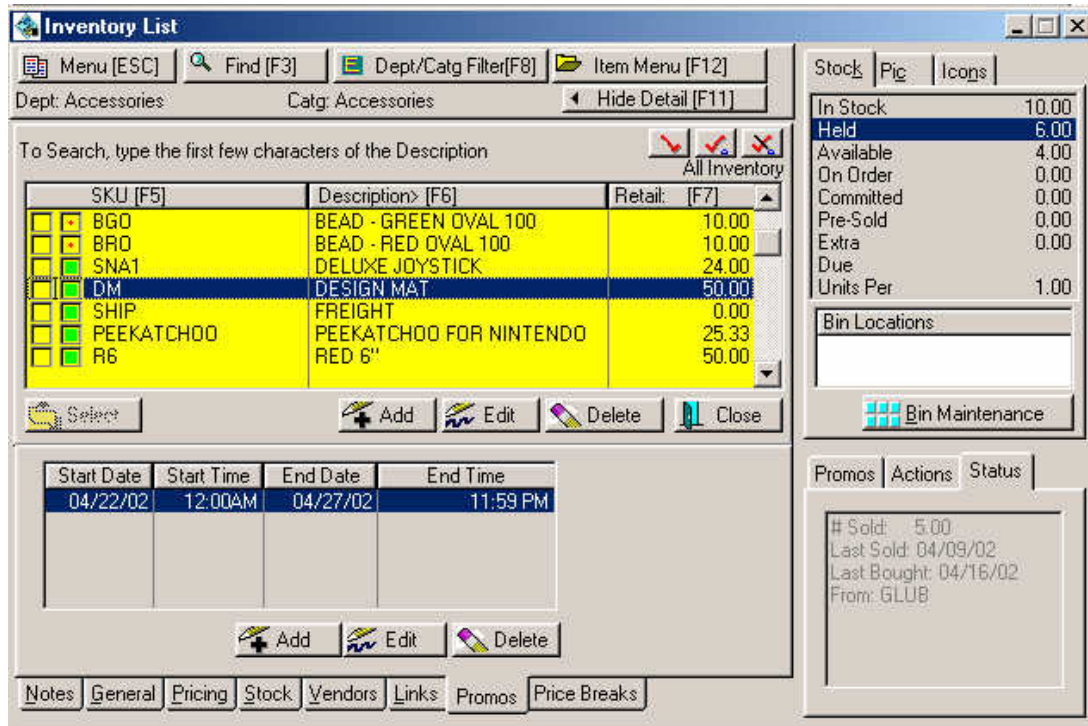 Inventory List
Menu [ESC] Find [F3] Dept/Catg Filter[F8] Item Menu [F12]
Dept: Accessories Catg: Accessories Hide Detail [F11]
To Search, type the first few characters of the Description
All Inventory
SKU [F5] Description> [F6] Retail: [F7]
BGO BEAD - GREEN OVAL 100 10.00
BRO BEAD - RED OVAL 100 10.00
SNA1 DELUXE JOYSTICK 24.00
DM DESIGN MAT 50.00
SHIP FREIGHT 0.00
PEEKATCHOO PEEKATCHOO FOR NINTENDO 25.33
R6 RED 6" 50.00
Select Add Edit Delete Close
Start Date Start Time End Date End Time
04/22/02 12:00AM 04/27/02 11:59 PM
Add Edit Delete
Notes General Pricing Stock Vendors Links Promos Price Breaks
Stock Pic Icons
In Stock 10.00
Held 6.00
Available 4.00
On Order 0.00
Committed 0.00
Pre-Sold 0.00
Extra 0.00
Due
Units Per 1.00
Bin Locations
Bin Maintenance
Promos Actions Status
# Sold: 5.00
Last Sold: 04/09/02
Last Bought: 04/16/02
From: GLUB